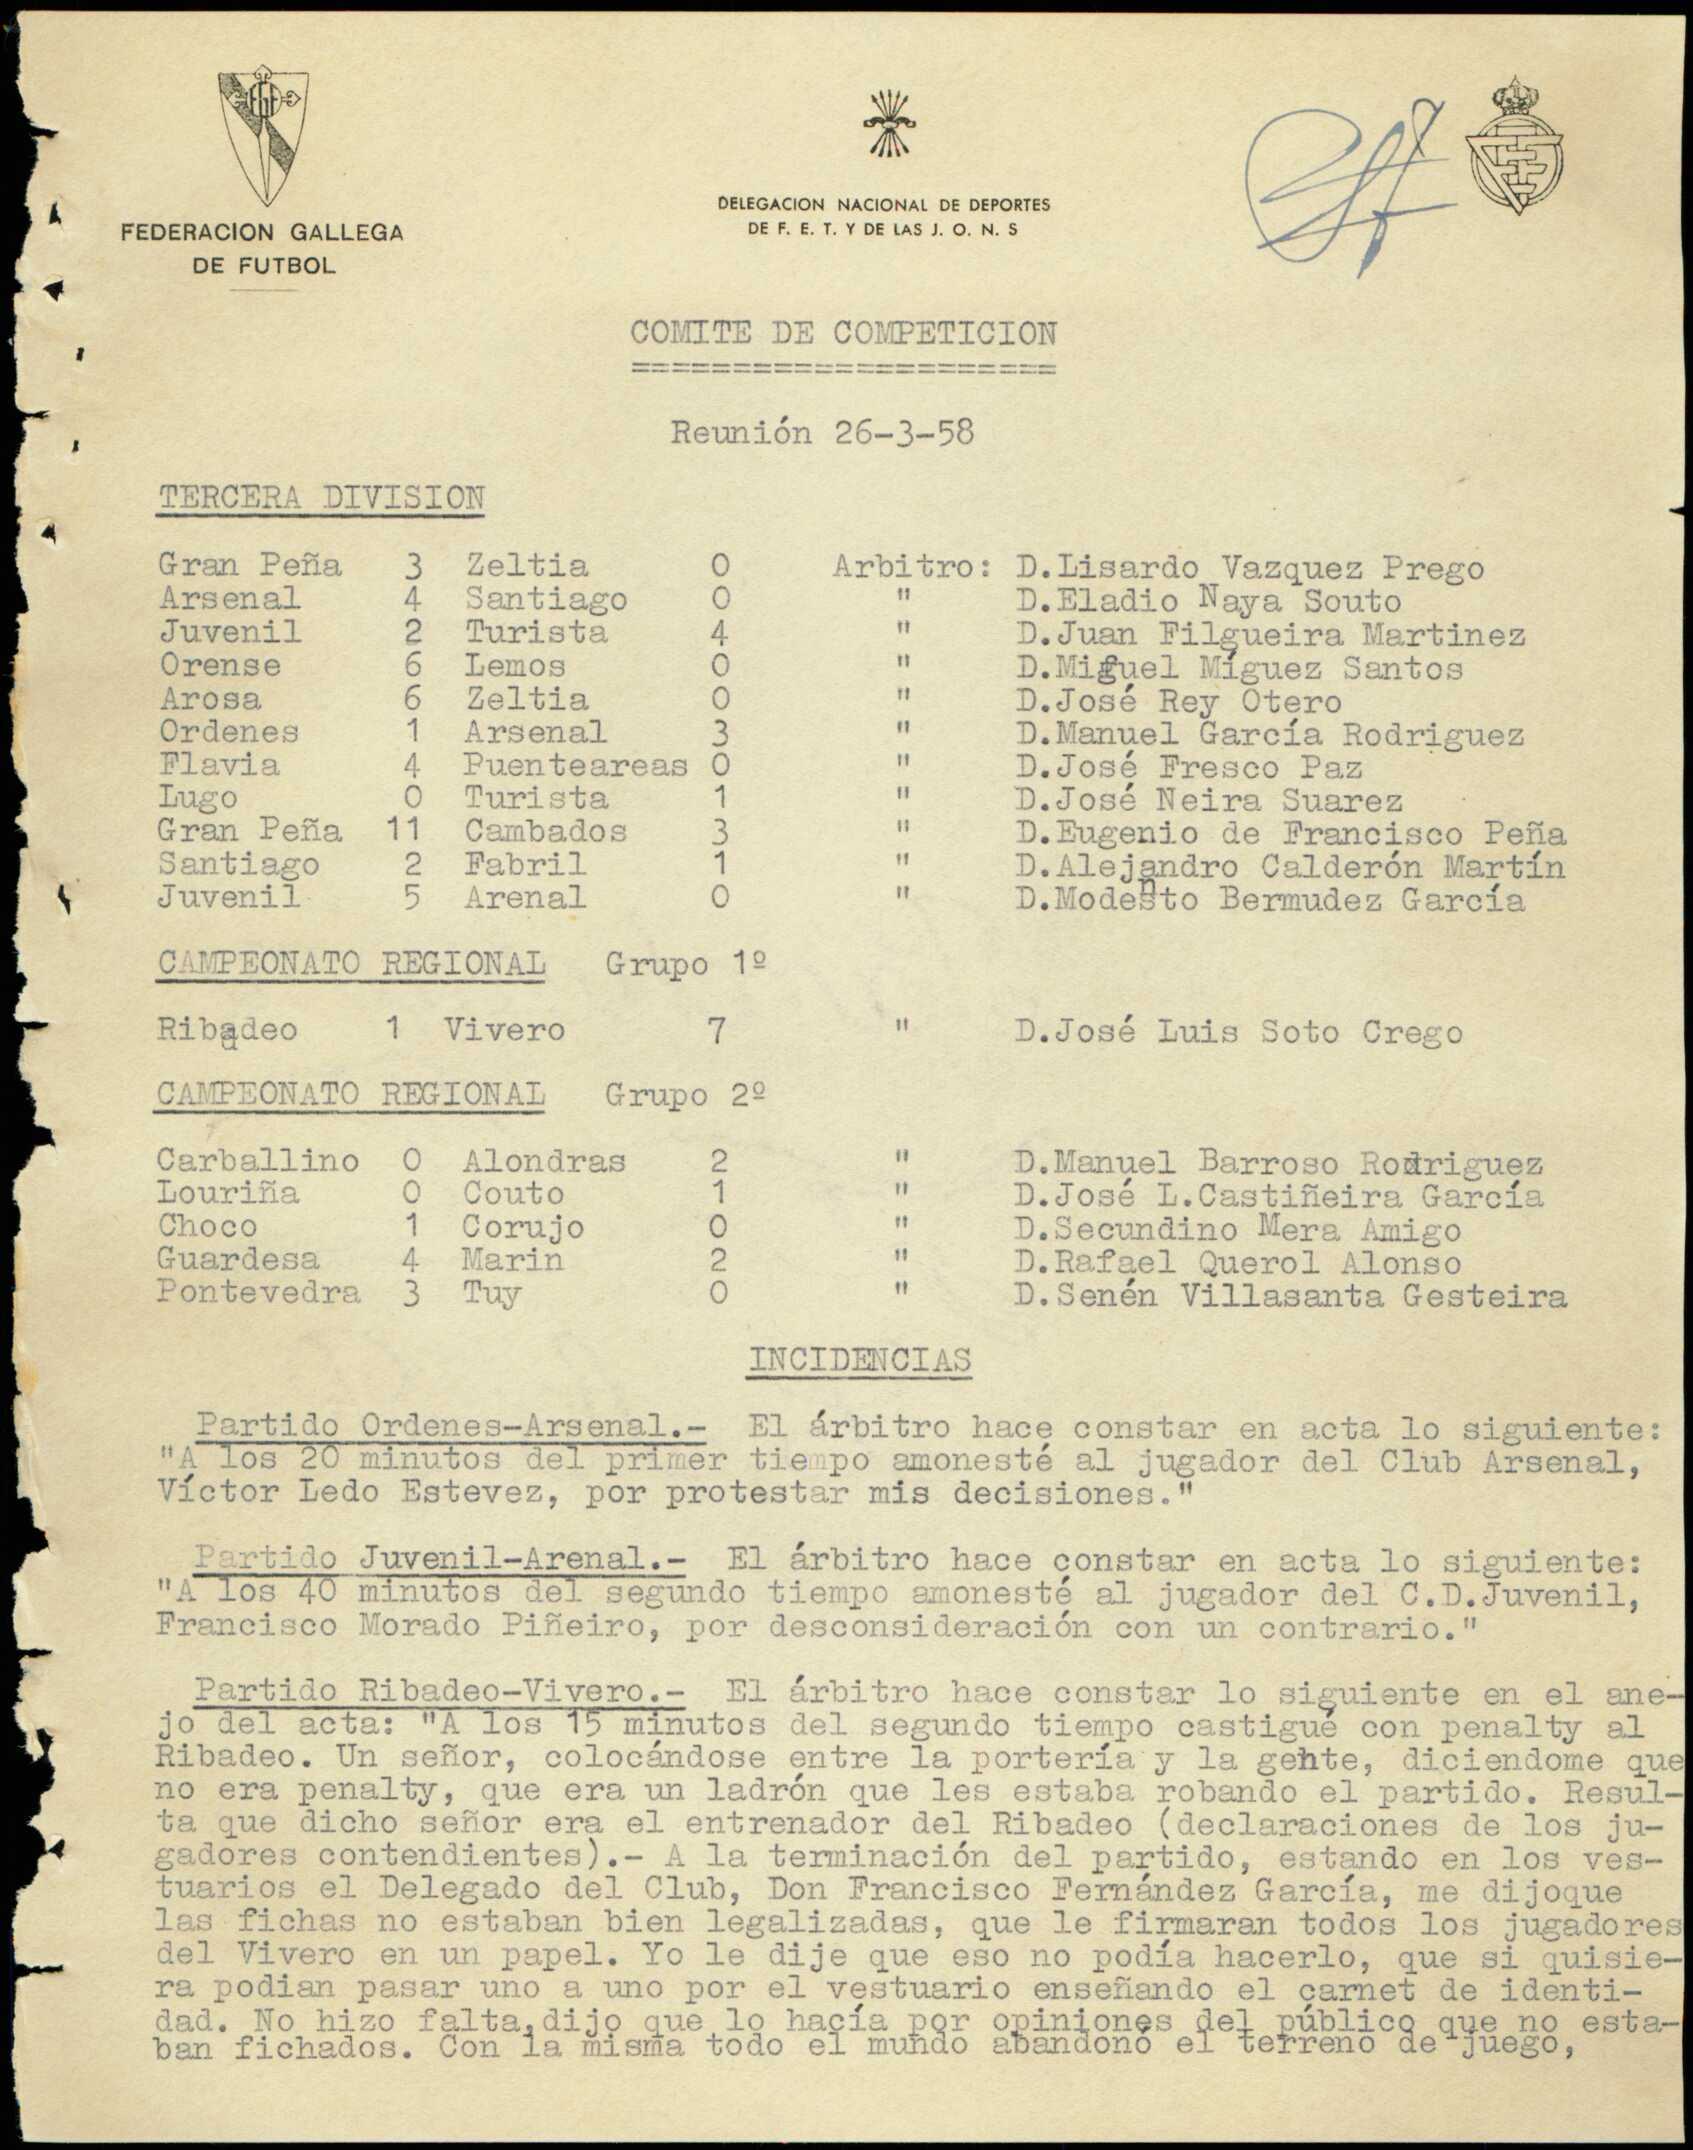 FEDERACION GALLEGA
DE FUTBOL
DELEGACION NACIONAL DE DEPORTES
DE F. E. T. Y DE LAS J. O. N. S
COMITE DE COMPETICION
=====================
Reunión 26-3-58
TERCERA DIVISION
Gran Peña 3 Zeltia 0 Arbitro: D.Lisardo Vazquez Prego
Arsenal 4 Santiago 0 " D.Eladio Naya Souto
Juvenil 2 Turista 4 " D.Juan Filgueira Martinez
Orense 6 Lemos 0 " D.Miguel Míguez Santos
Arosa 6 Zeltia 0 " D.José Rey Otero
Ordenes 1 Arsenal 3 " D.Manuel García Rodriguez
Flavia 4 Puenteareas 0 " D.José Fresco Paz
Lugo 0 Turista 1 " D.José Neira Suarez
Gran Peña 11 Cambados 3 " D.Eugenio de Francisco Peña
Santiago 2 Fabril 1 " D.Alejandro Calderón Martín
Juvenil 5 Arenal 0 " D.Modesto Bermudez García
CAMPEONATO REGIONAL Grupo 1º
Ribadeo 1 Vivero 7 " D.José Luis Soto Crego
CAMPEONATO REGIONAL Grupo 2º
Carballino 0 Alondras 2 " D.Manuel Barroso Rodriguez
Louriña 0 Couto 1 " D.José L.Castiñeira García
Choco 1 Corujo 0 " D.Secundino Mera Amigo
Guardesa 4 Marin 2 " D.Rafael Querol Alonso
Pontevedra 3 Tuy 0 " D.Senén Villasanta Gesteira
INCIDENCIAS
Partido Ordenes-Arsenal.- El árbitro hace constar en acta lo siguiente:
"A los 20 minutos del primer tiempo amonesté al jugador del Club Arsenal,
Víctor Ledo Estevez, por protestar mis decisiones."
Partido Juvenil-Arenal.- El árbitro hace constar en acta lo siguiente:
"A los 40 minutos del segundo tiempo amonesté al jugador del C.D.Juvenil,
Francisco Morado Piñeiro, por desconsideración con un contrario."
Partido Ribadeo-Vivero.- El árbitro hace constar lo siguiente en el ane-
jo del acta: "A los 15 minutos del segundo tiempo castigué con penalty al
Ribadeo. Un señor, colocándose entre la portería y la gente, diciendome que
no era penalty, que era un ladrón que les estaba robando el partido. Resul-
ta que dicho señor era el entrenador del Ribadeo (declaraciones de los ju-
gadores contendientes).- A la terminación del partido, estando en los ves-
tuarios el Delegado del Club, Don Francisco Fernández García, me dijoque
las fichas no estaban bien legalizadas, que le firmaran todos los jugadores
del Vivero en un papel. Yo le dije que eso no podía hacerlo, que si quisie-
ra podian pasar uno a uno por el vestuario enseñando el carnet de identi-
dad. No hizo falta,dijo que lo hacía por opiniones del público que no esta-
ban fichados. Con la misma todo el mundo abandonó el terreno de juego,